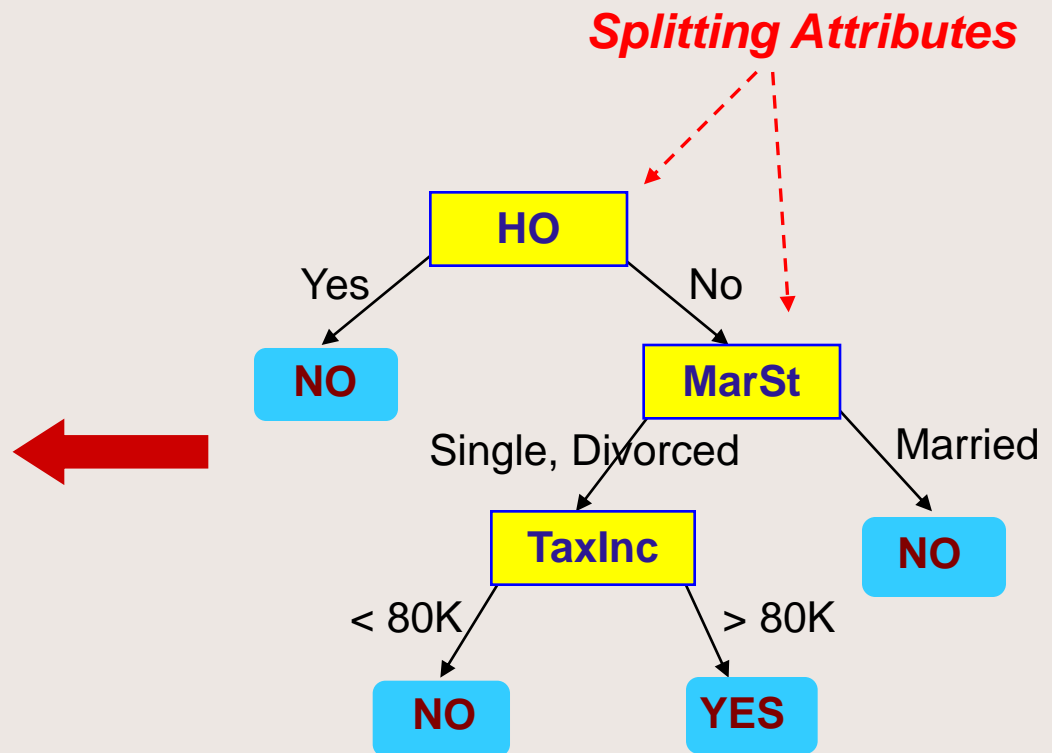 Splitting Attributes
HO
Yes
No
NO
MarSt
Single, Divorced
Married
TaxInc
NO
< 80K
> 80K
NO
YES